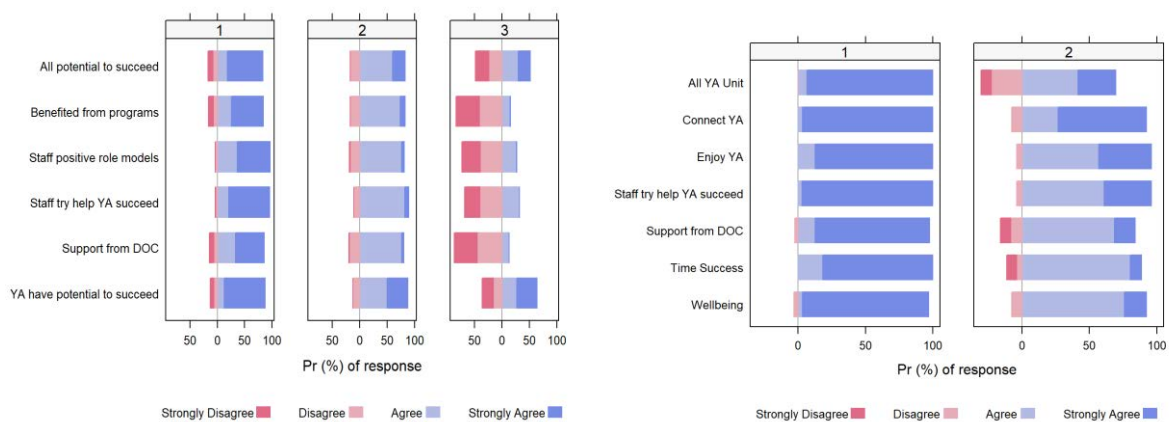 1 2 3
All potential to succeed
Benefited from programs
Staff positive role models
Staff try help YA succeed
Support from DOC
YA have potential to succeed
50 0 50 100 50 0 50 100 50 0 50 100
Pr (%) of response
Strongly Disagree Disagree Agree Strongly Agree
1 2
All YA Unit
Connect YA
Enjoy YA
Staff try help YA succeed
Support from DOC
Time Success
Wellbeing
0 50 100 0 50 100
Pr (%) of response
Strongly Disagree Disagree Agree Strongly Agree